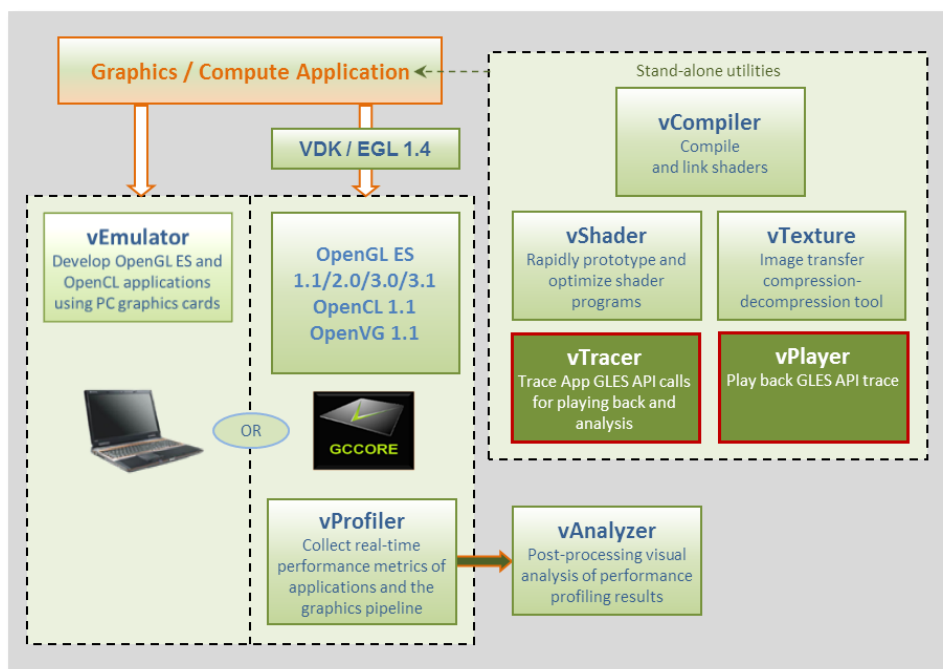 Graphics / Compute Application
Stand-alone utilities
vCompiler
Compile
and link shaders
VDK / EGL 1.4
vEmulator
Develop OpenGL ES and
OpenCL applications
using PC graphics cards
OpenGL ES
1.1/2.0/3.0/3.1
OpenCL 1.1
OpenVG 1.1
vShader
Rapidly prototype and
optimize shader
programs
vTexture
Image transfer
compression-
decompression tool
vTracer
Trace App GLES API calls
for playing back and
analysis
vPlayer
Play back GLES API trace
OR
GCCORE
vProfiler
Collect real-time
performance metrics of
applications and the
graphics pipeline
vAnalyzer
Post-processing visual
analysis of performance
profiling results